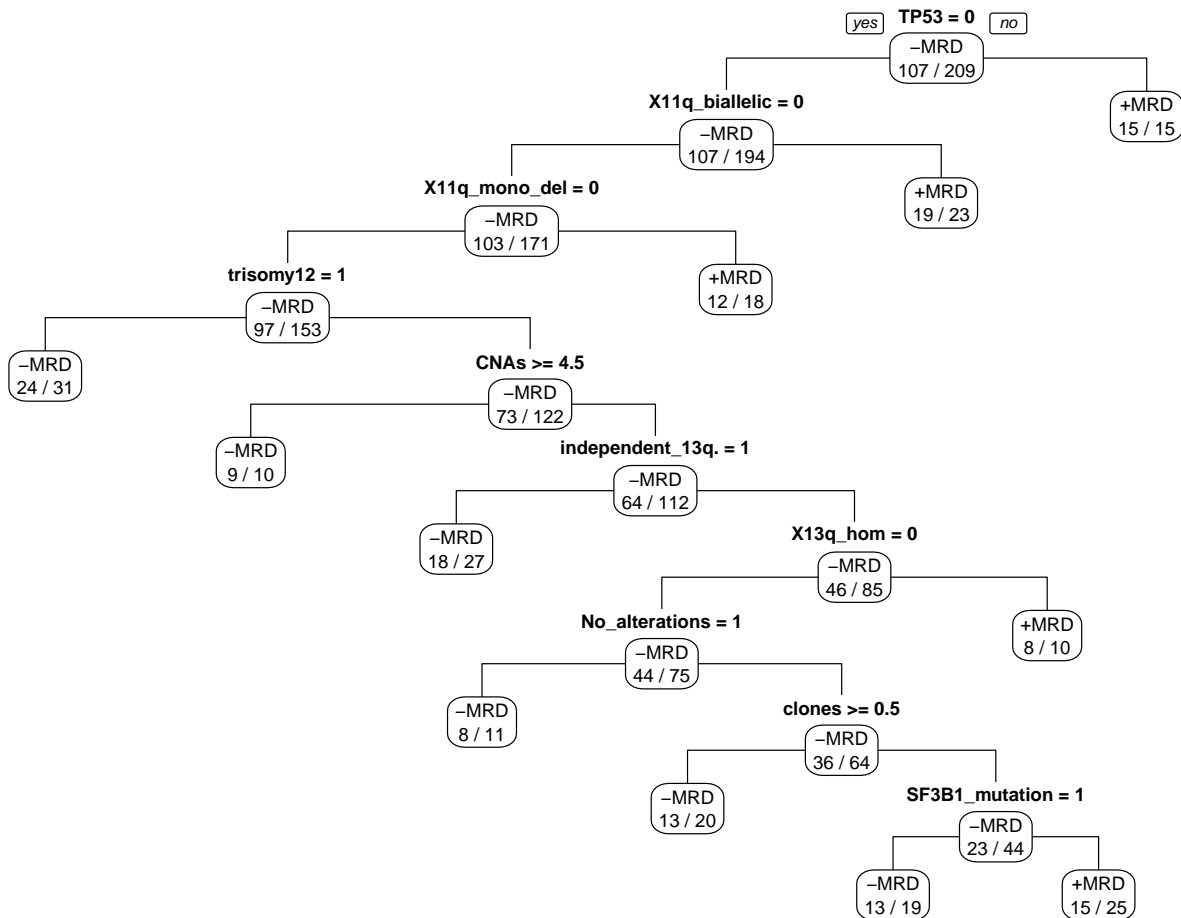 yes TP53 = 0 no
−MRD
107 / 209
X11q_biallelic = 0
+MRD
15 / 15
−MRD
107 / 194
X11q_mono_del = 0
+MRD
19 / 23
−MRD
103 / 171
trisomy12 = 1
+MRD
12 / 18
−MRD
97 / 153
−MRD
24 / 31
CNAs >= 4.5
−MRD
73 / 122
−MRD
9 / 10
independent_13q. = 1
−MRD
64 / 112
−MRD
18 / 27
X13q_hom = 0
−MRD
46 / 85
No_alterations = 1
+MRD
8 / 10
−MRD
44 / 75
−MRD
8 / 11
clones >= 0.5
−MRD
36 / 64
−MRD
13 / 20
SF3B1_mutation = 1
−MRD
23 / 44
−MRD
13 / 19
+MRD
15 / 25